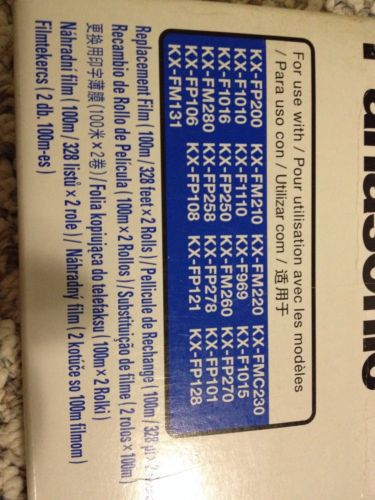 Panasonic
For use with / Pour utilisation avec les modèles
/ Para uso con / Utilizar com / 适用于
KX-FP200 KX-FM210 KX-FM220 KX-FMC230
KX-F1010 KX-F1110 KX-F969 KX-F1015
KX-F1016 KX-FP250 KX-FM260 KX-FP270
KX-FM280 KX-FP258 KX-FP278 KX-FP101
KX-FP106 KX-FP108 KX-FP121 KX-FP128
KX-FM131
Replacement Film ( 100m / 328 feet x 2 Rolls ) / Pellicule de Rechange ( 100m / 328
Recambio de Rollo de Película ( 100m x 2 Rollos ) / Substituição de filme ( 2 rolos x 100m )
更换用印字薄膜(100米×2卷) / Folia kopiująca do telefaksu ( 100m x 2 Rolki )
Náhradní film ( 100m / 328 listů x 2 role ) / Náhradný film ( 2 kotúče so 100m filmom )
Filmtekercs ( 2 db. 100m-es )